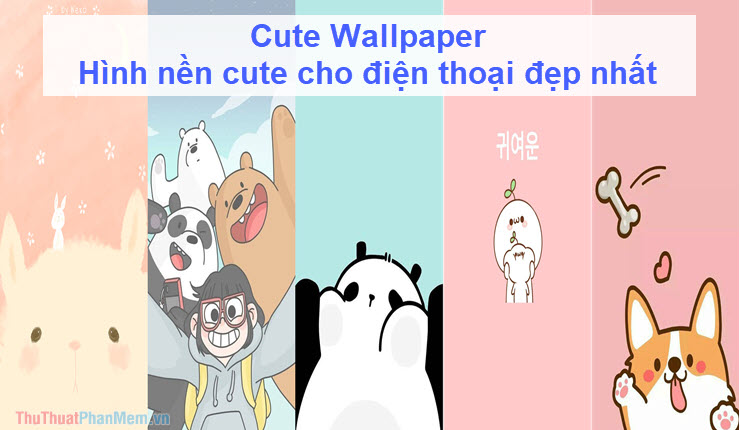 Cute Wallpaper
Hình nền cute cho điện thoại đẹp nhất
귀여운
ThuThuatPhanMem.vn